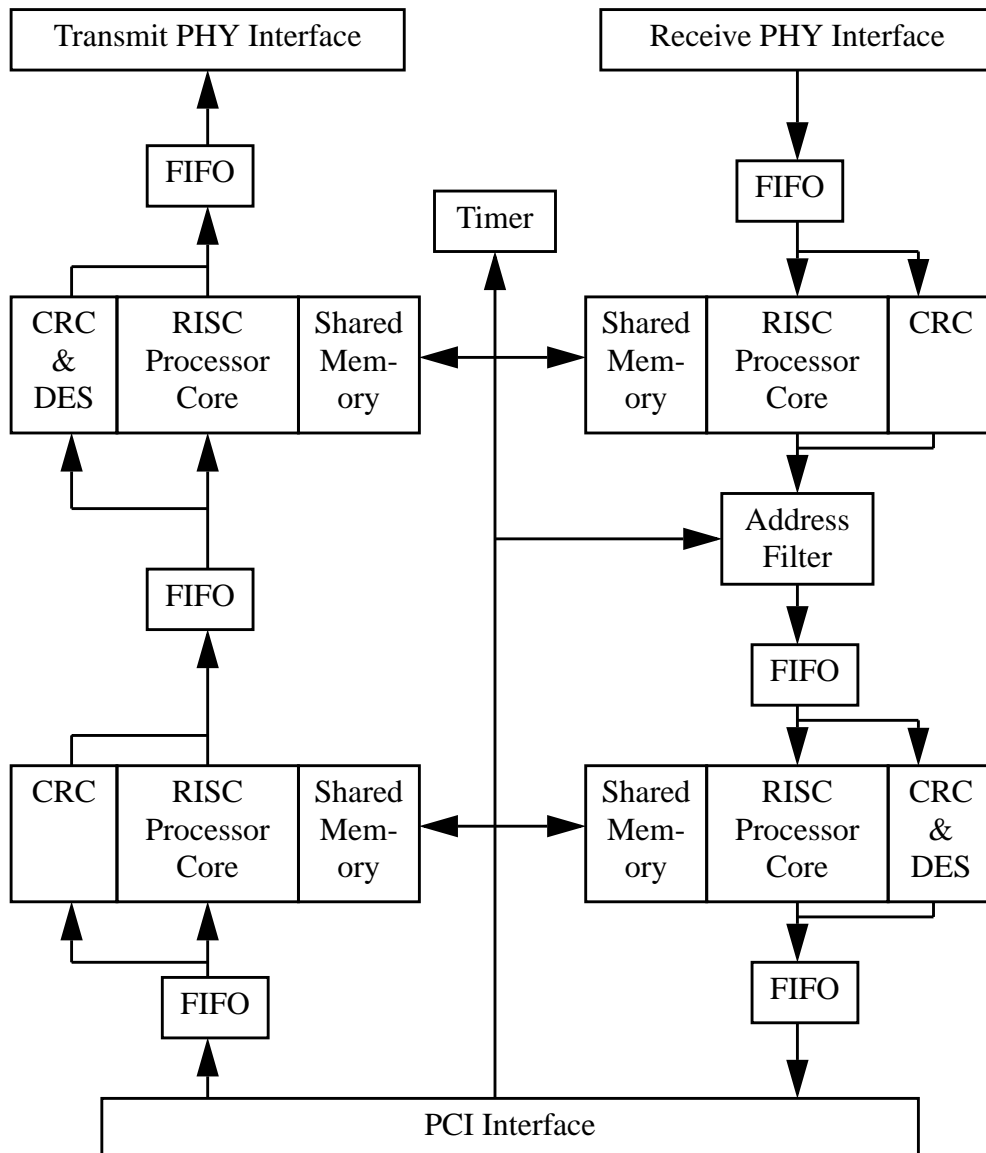 Transmit PHY Interface
Receive PHY Interface
FIFO
FIFO
Timer
CRC
&
DES
RISC
Processor
Core
Shared
Mem-
ory
Shared
Mem-
ory
RISC
Processor
Core
CRC
Address
Filter
FIFO
FIFO
CRC
RISC
Processor
Core
Shared
Mem-
ory
Shared
Mem-
ory
RISC
Processor
Core
CRC
&
DES
FIFO
FIFO
PCI Interface